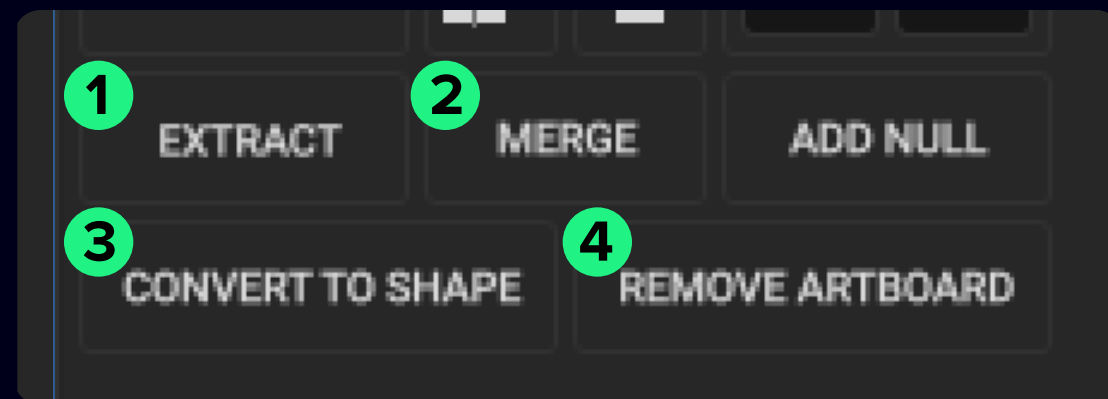 1 EXTRACT 2 MERGE ADD NULL
3 CONVERT TO SHAPE 4 REMOVE ARTBOARD